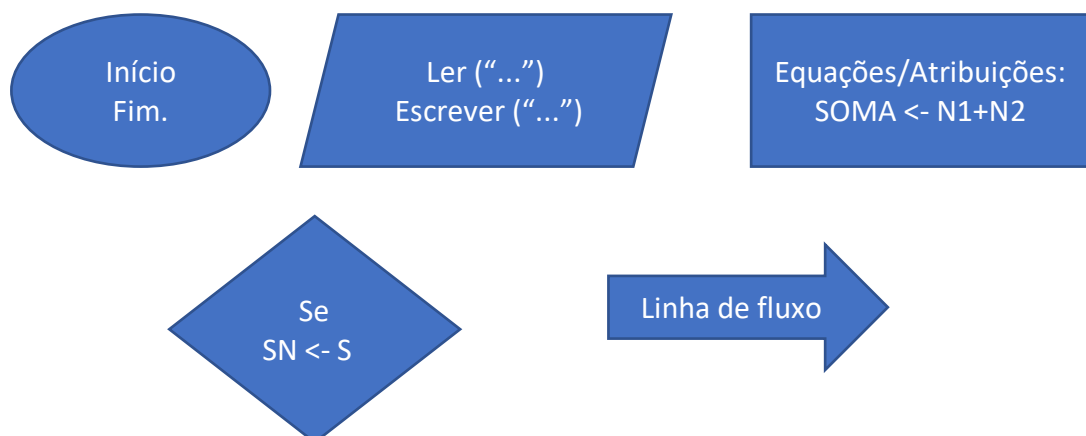 Início
Fim.
Ler (“...”)
Escrever (“...”)
Equações/Atribuições:
SOMA <- N1+N2
Se
SN <- S
Linha de fluxo